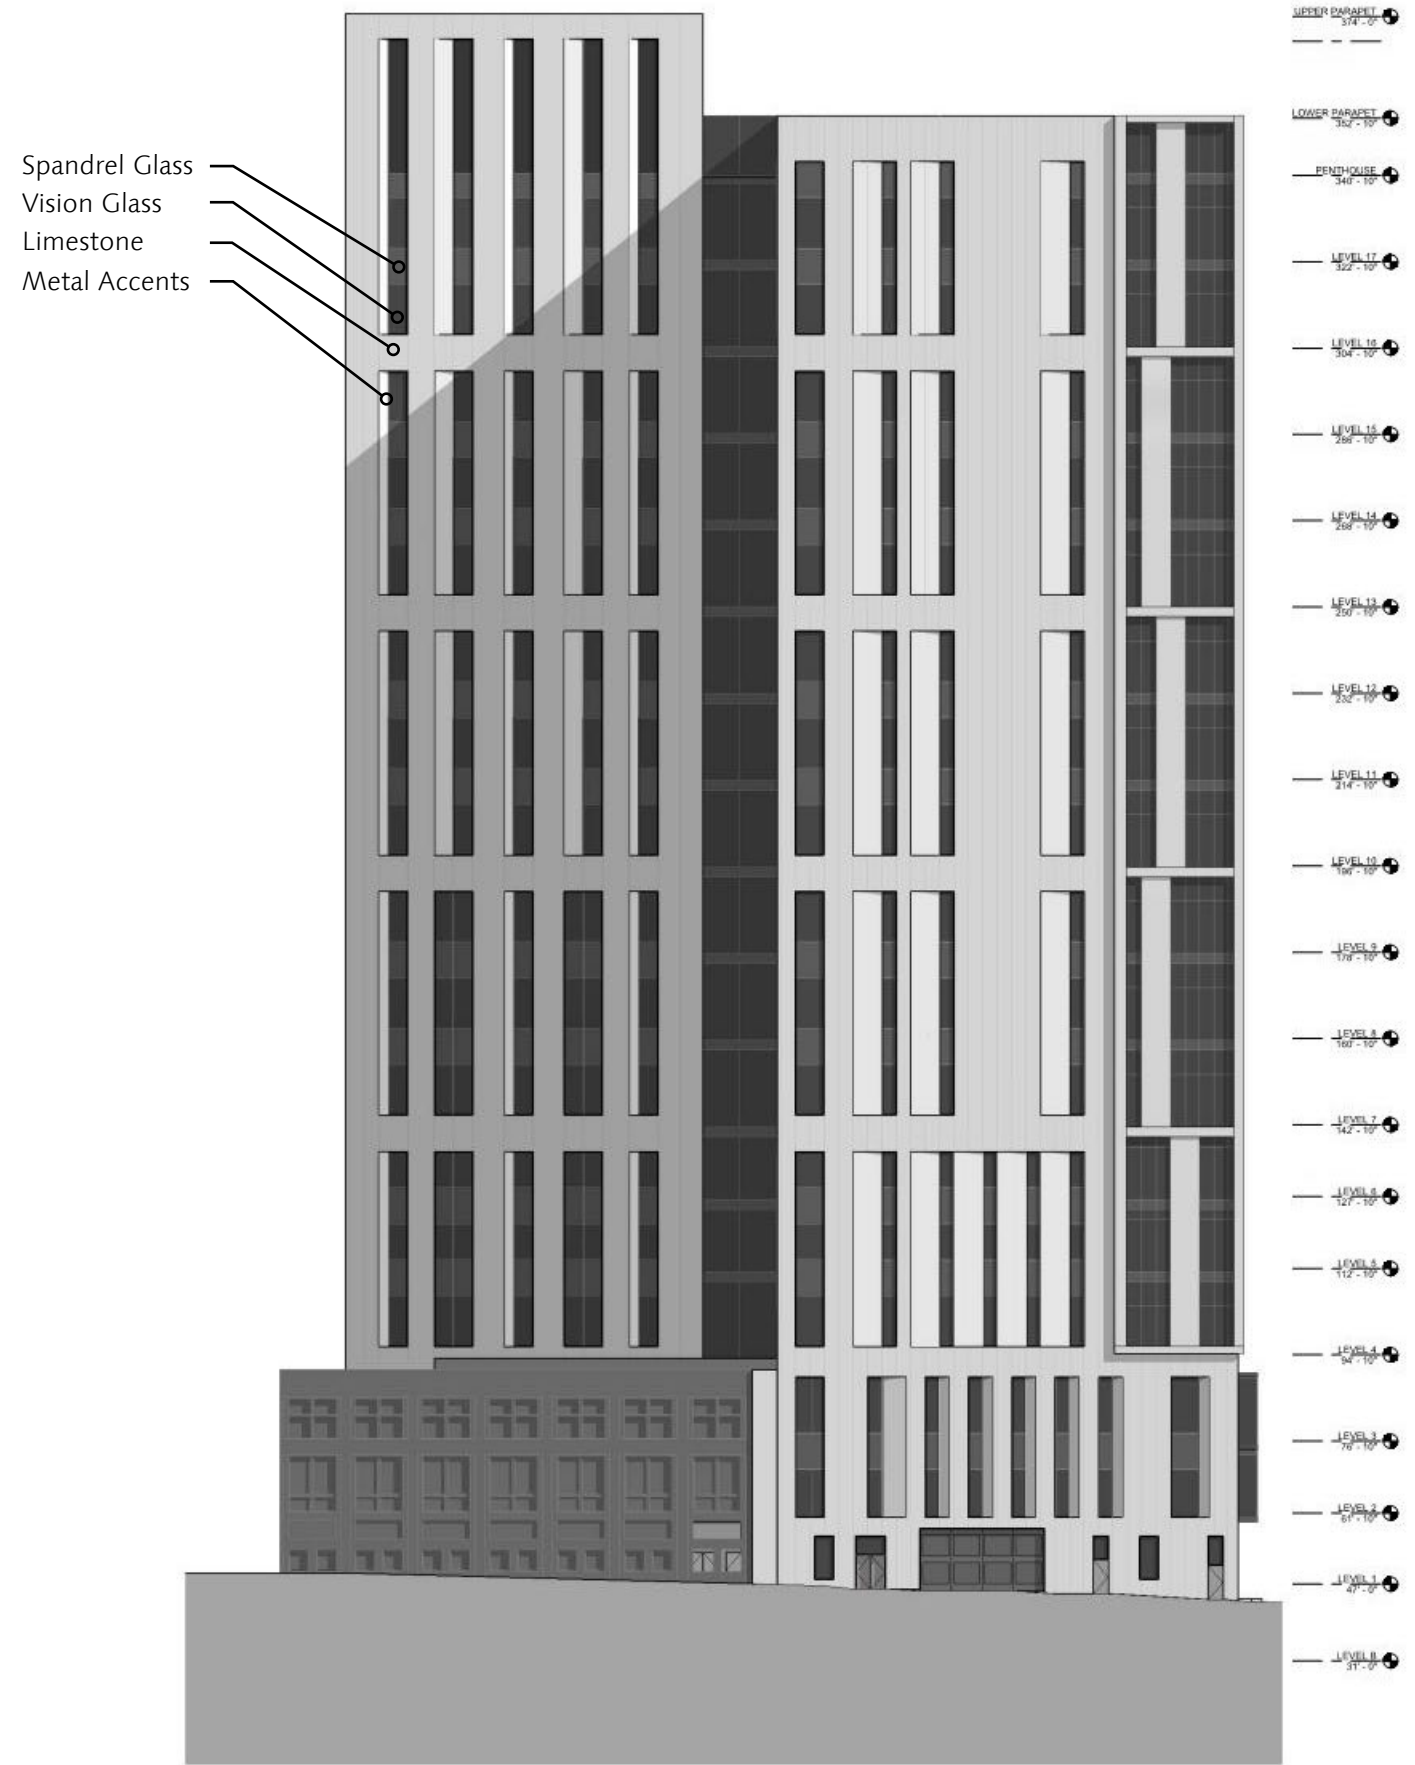 UPPER PARAPET
374' - 0"
LOWER PARAPET
352' - 10"
PENTHOUSE
340' - 10"
Spandrel Glass
Vision Glass
Limestone
Metal Accents
LEVEL 17
322' - 10"
LEVEL 16
304' - 10"
LEVEL 15
286' - 10"
LEVEL 14
268' - 10"
LEVEL 13
250' - 10"
LEVEL 12
232' - 10"
LEVEL 11
214' - 10"
LEVEL 10
196' - 10"
LEVEL 9
178' - 10"
LEVEL 8
160' - 10"
LEVEL 7
142' - 10"
LEVEL 6
127' - 10"
LEVEL 5
112' - 10"
LEVEL 4
94' - 10"
LEVEL 3
76' - 10"
LEVEL 2
61' - 10"
LEVEL 1
47' - 0"
LEVEL B
31' - 0"